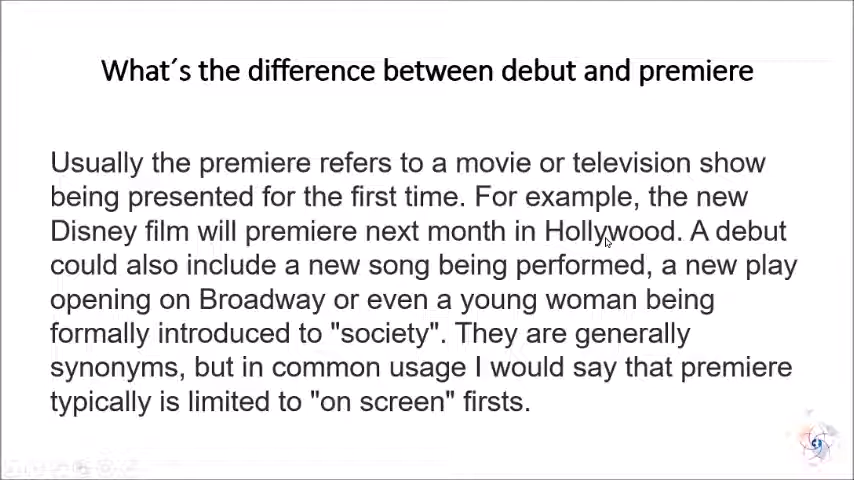 What´s the difference between debut and premiere
Usually the premiere refers to a movie or television show
being presented for the first time. For example, the new
Disney film will premiere next month in Hollywood. A debut
could also include a new song being performed, a new play
opening on Broadway or even a young woman being
formally introduced to "society". They are generally
synonyms, but in common usage I would say that premiere
typically is limited to "on screen" firsts.